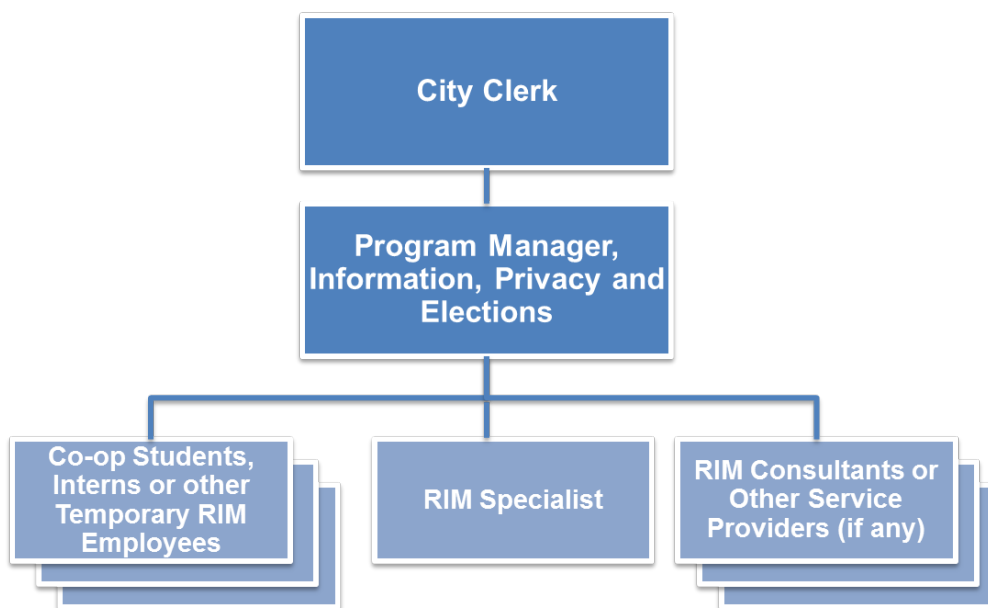 City Clerk
Program Manager,
Information, Privacy and
Elections
Co-op Students,
Interns or other
Temporary RIM
Employees
RIM Specialist
RIM Consultants or
Other Service
Providers (if any)